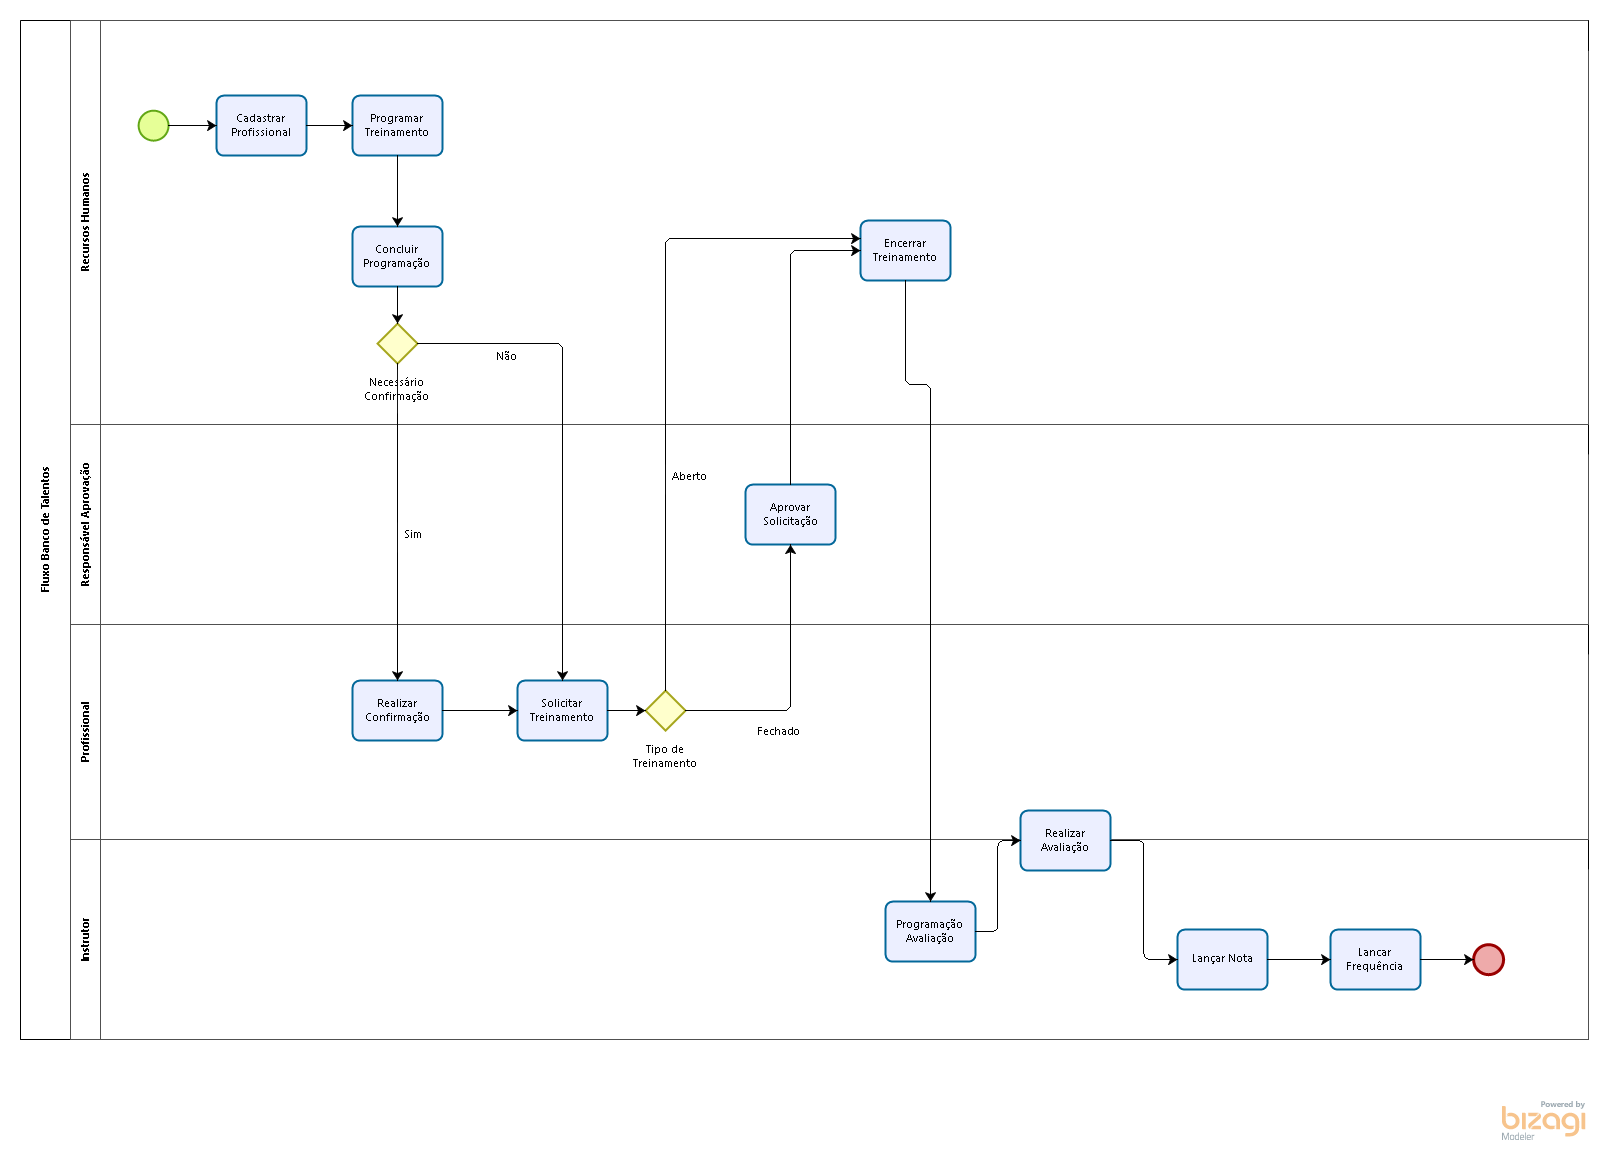 Fluxo Banco de Talentos
Recursos Humanos
Cadastrar
Profissional
Programar
Treinamento
Concluir
Programação
Necessário
Confirmação
Não
Sim
Encerrar
Treinamento
Responsável Aprovação
Aberto
Aprovar
Solicitação
Profissional
Realizar
Confirmação
Solicitar
Treinamento
Tipo de
Treinamento
Fechado
Realizar
Avaliação
Instrutor
Programação
Avaliação
Lançar Nota
Lancar
Frequência
Powered by
bizagi
Modeler